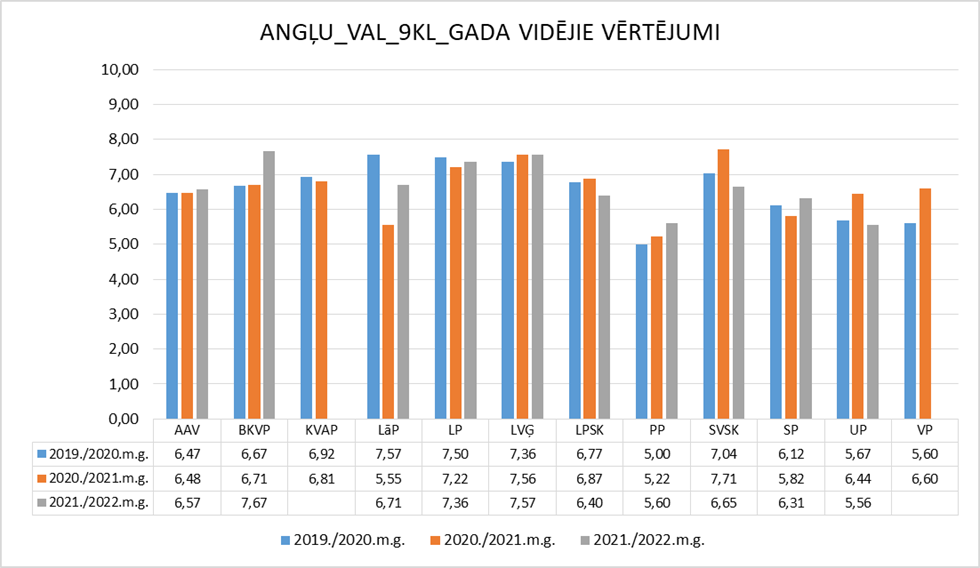 ANGĻU_VAL_9KL_GADA VIDĒJIE VĒRTĒJUMI
10,00
9,00
8,00
7,00
6,00
5,00
4,00
3,00
2,00
1,00
0,00
AAV BKVP KVAP LāP LP LVĢ LPSK PP SVSK SP UP VP
2019./2020.m.g. 6,47 6,67 6,92 7,57 7,50 7,36 6,77 5,00 7,04 6,12 5,67 5,60
2020./2021.m.g. 6,48 6,71 6,81 5,55 7,22 7,56 6,87 5,22 7,71 5,82 6,44 6,60
2021./2022.m.g. 6,57 7,67 6,71 7,36 7,57 6,40 5,60 6,65 6,31 5,56
2019./2020.m.g. 2020./2021.m.g. 2021./2022.m.g.